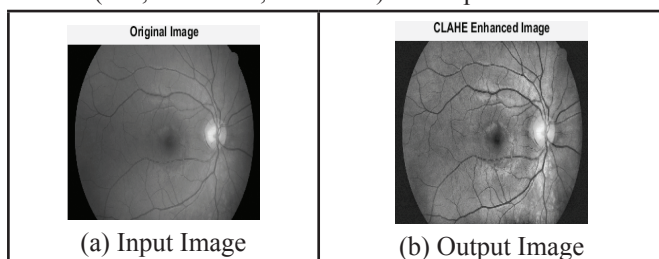 Original Image
CLAHE Enhanced Image
(a) Input Image
(b) Output Image